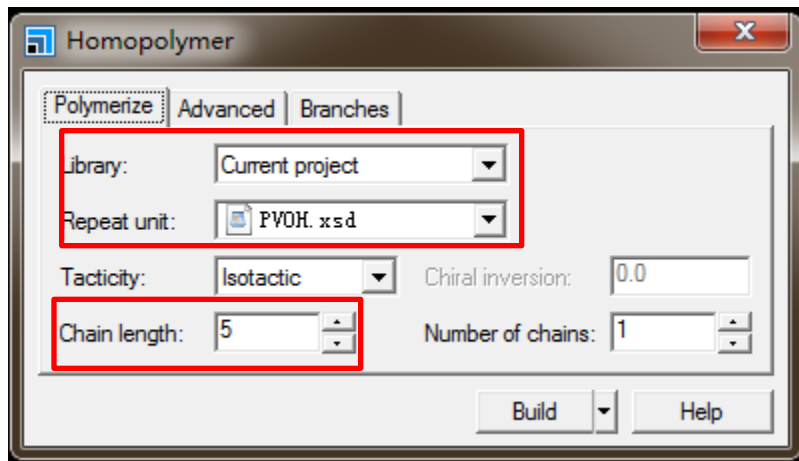 Homopolymer
Polymerize Advanced Branches
Library: Current project
Repeat unit: PVOH.xsd
Tacticity: Isotactic Chiral inversion: 0.0
Chain length: 5 Number of chains: 1
Build Help